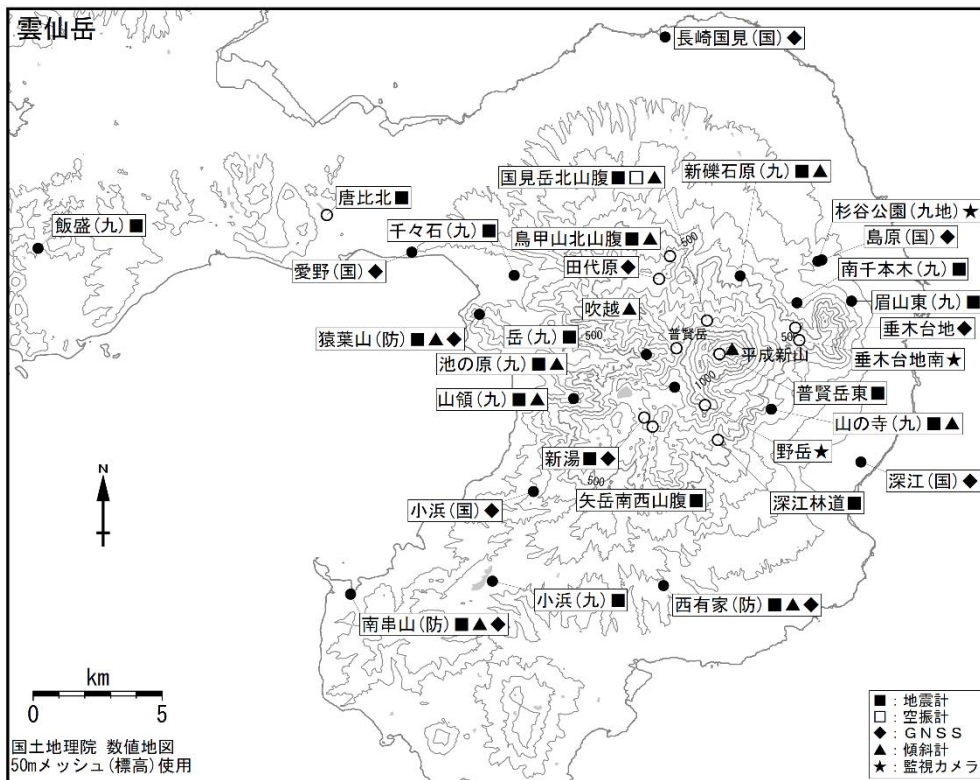 雲仙岳
長崎国見(国)◆
国見岳北山腹■□▲
新礫石原(九)■▲
唐比北■
杉谷公園(九地)★
飯盛(九)■
千々石(九)■
鳥甲山北山腹■▲
500
島原(国)◆
愛野(国)◆
田代原◆
南千本木(九)■
吹越▲
眉山東(九)■
猿葉山(防)■▲◆
岳(九)■
500
普賢岳
500
垂木台地◆
池の原(九)■▲
平成新山
垂木台地南★
1000
山領(九)■▲
普賢岳東■
山の寺(九)■▲
野岳★
新湯■◆
N
500
小浜(国)◆
矢岳南西山腹■
深江林道■
深江(国)◆
小浜(九)■
西有家(防)■▲◆
南串山(防)■▲◆
km
0 5
国土地理院 数値地図
50mメッシュ(標高)使用
■：地震計
□：空振計
◆：GNSS
▲：傾斜計
★：監視カメラ